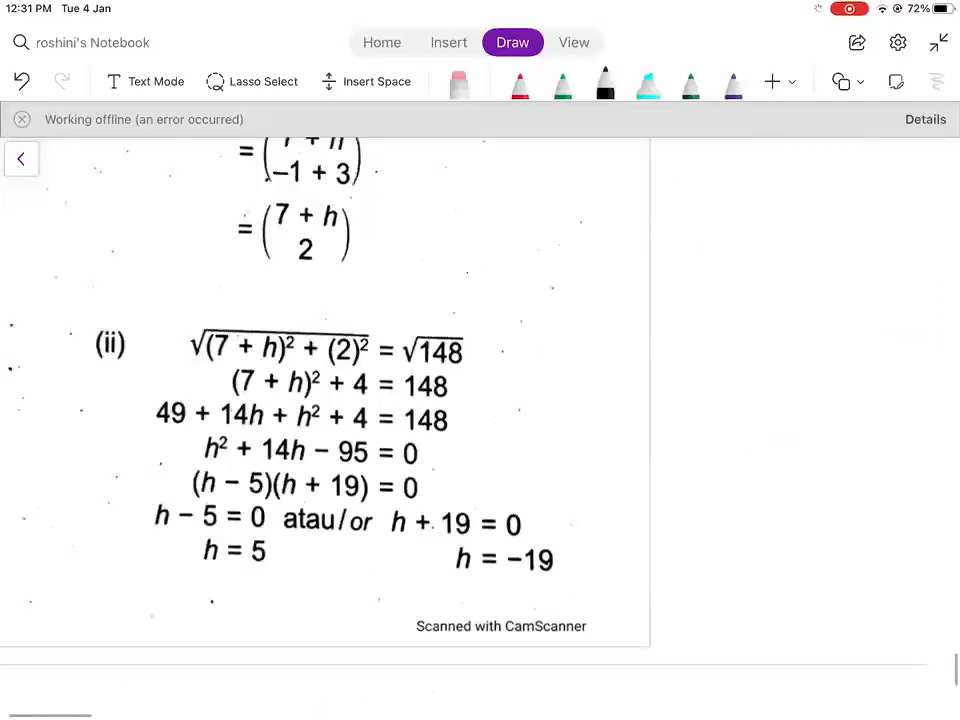 12:31 PM Tue 4 Jan 72%
roshini's Notebook Home Insert Draw View
Text Mode Lasso Select Insert Space
Working offline (an error occurred) Details
= (7 + h
−1 + 3)
= (7 + h
2)
(ii) √(7 + h)² + (2)² = √148
(7 + h)² + 4 = 148
49 + 14h + h² + 4 = 148
h² + 14h − 95 = 0
(h − 5)(h + 19) = 0
h − 5 = 0 atau/or h + 19 = 0
h = 5 h = −19
Scanned with CamScanner